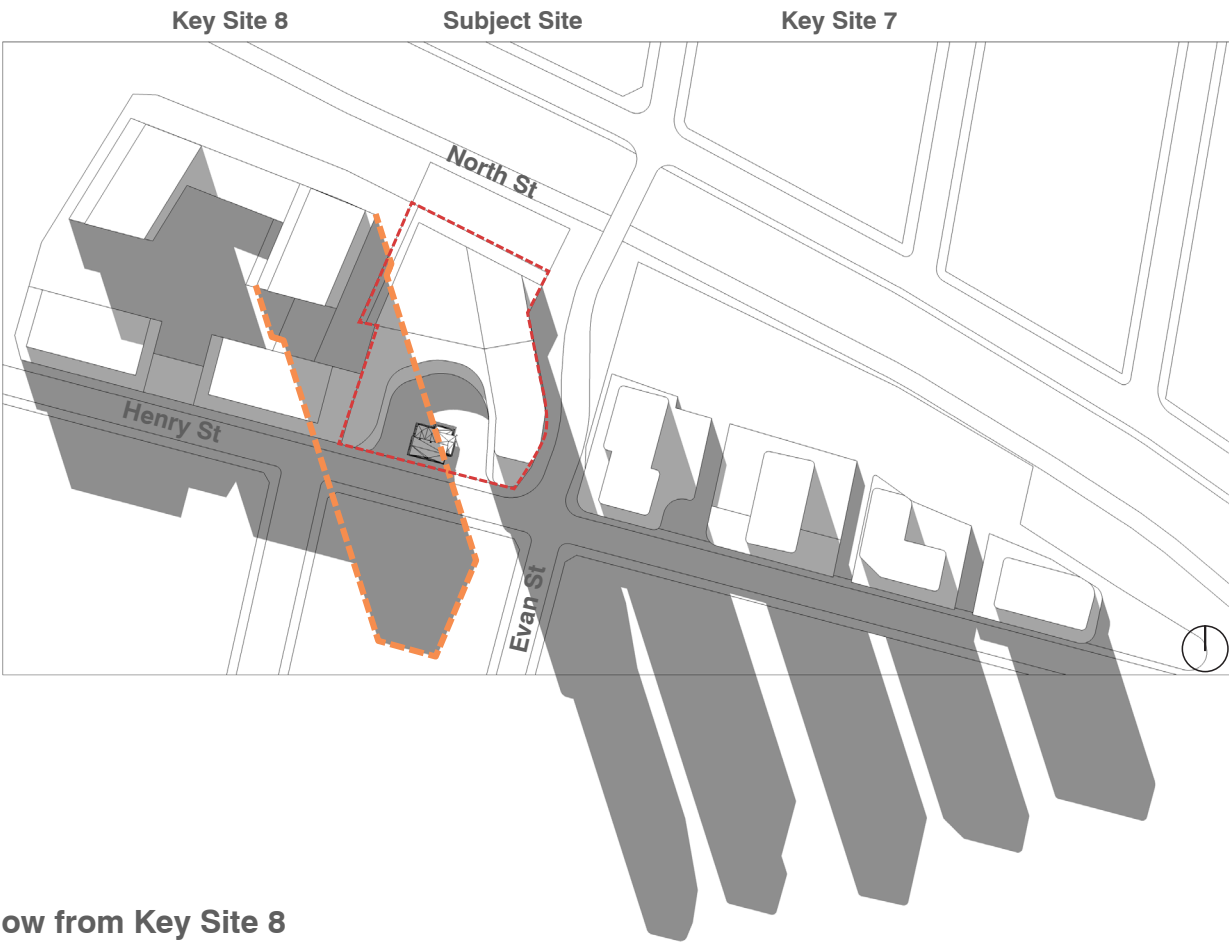 Key Site 8
Subject Site
Key Site 7
North St
Henry St
Evan St
ow from Key Site 8